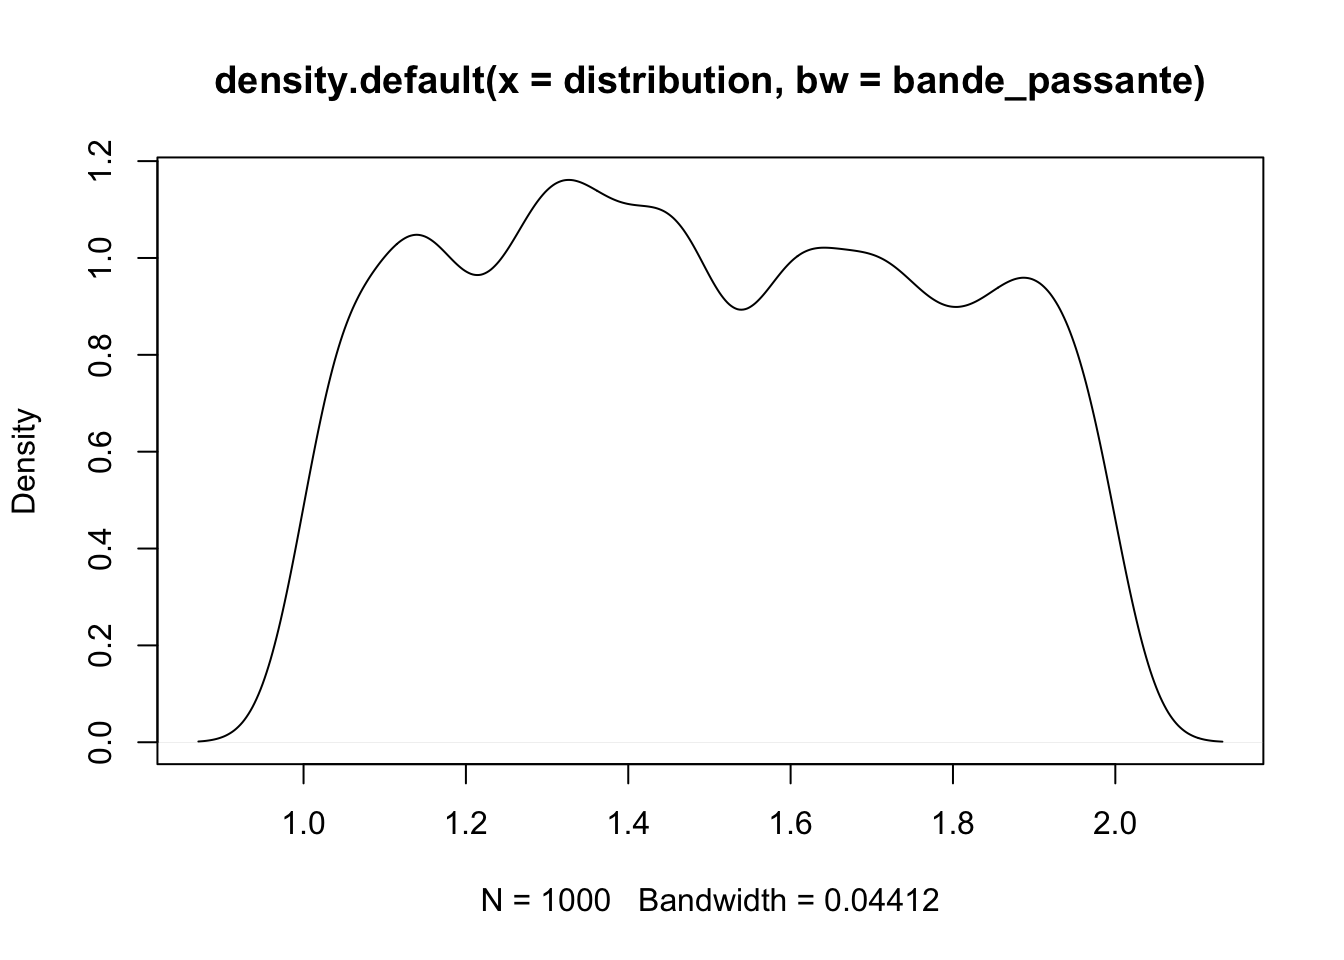 density.default(x = distribution, bw = bande_passante)
Density
1.2
1.0
0.8
0.6
0.4
0.2
0.0
1.0 1.2 1.4 1.6 1.8 2.0
N = 1000 Bandwidth = 0.04412